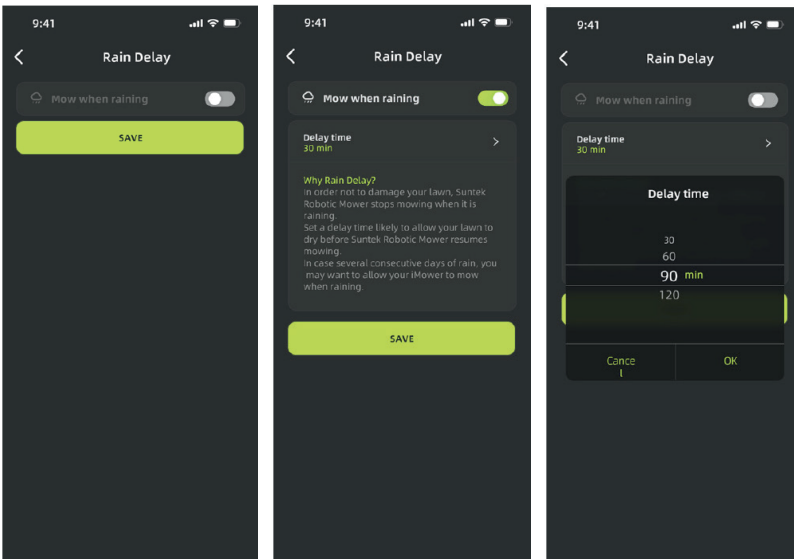 9:41
Rain Delay
Mow when raining
SAVE
9:41
Rain Delay
Mow when raining
Delay time
30 min
Why Rain Delay?
In order not to damage your lawn, Suntek
Robotic Mower stops mowing when it is
raining.
Set a delay time likely to allow your lawn to
dry before Suntek Robotic Mower resumes
mowing.
In case several consecutive days of rain, you
may want to allow your iMower to mow
when raining.
SAVE
9:41
Rain Delay
Mow when raining
Delay time
30 min
Delay time
30
60
90 min
120
Cance
l
OK